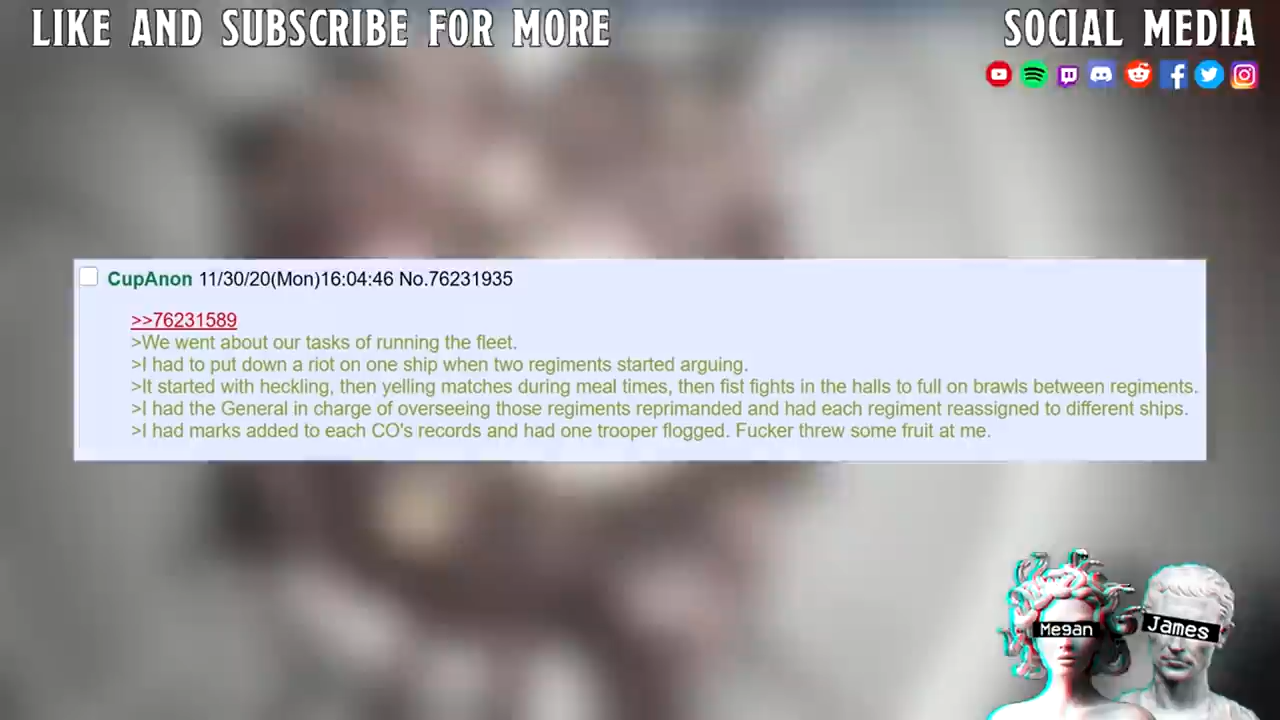 LIKE AND SUBSCRIBE FOR MORE
SOCIAL MEDIA
CupAnon 11/30/20(Mon)16:04:46 No.76231935
>>76231589
>We went about our tasks of running the fleet.
>I had to put down a riot on one ship when two regiments started arguing.
>It started with heckling, then yelling matches during meal times, then fist fights in the halls to full on brawls between regiments.
>I had the General in charge of overseeing those regiments reprimanded and had each regiment reassigned to different ships.
>I had marks added to each CO's records and had one trooper flogged. Fucker threw some fruit at me.
Megan
James